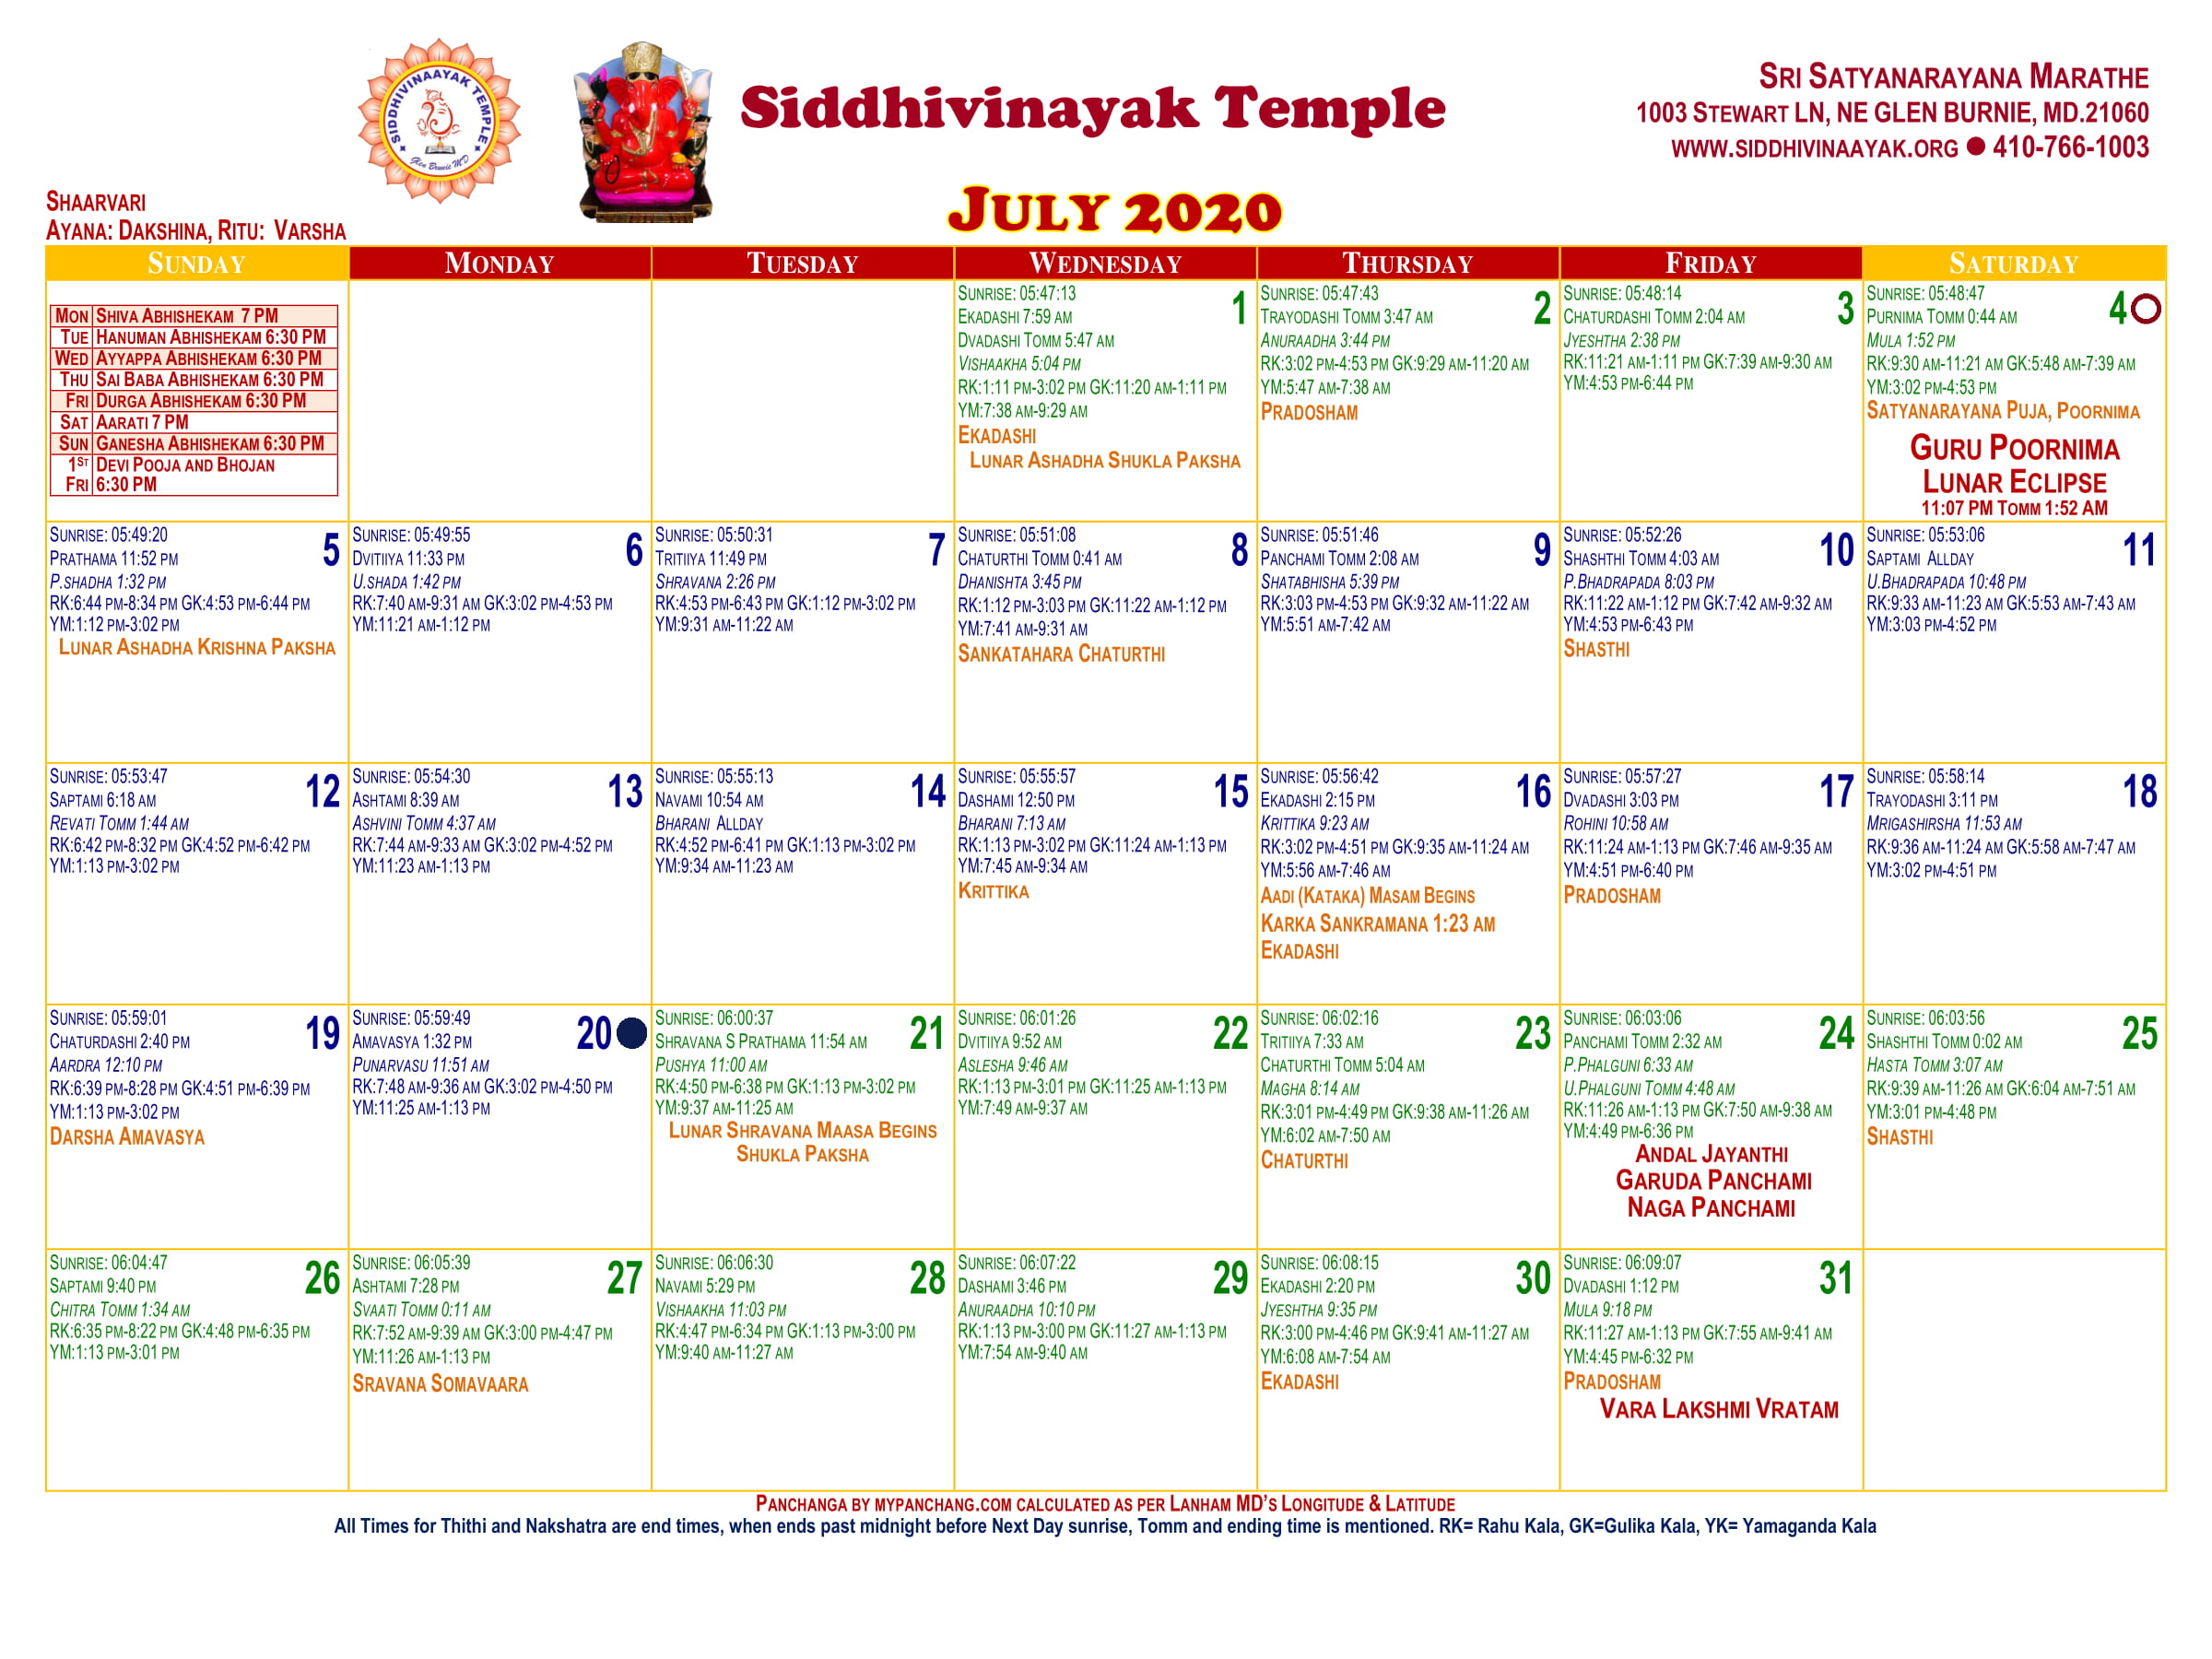 SIDDHIVINAAYAK TEMPLE
Glen Burnie MD
Siddhivinayak Temple
SRI SATYANARAYANA MARATHE
1003 STEWART LN, NE GLEN BURNIE, MD.21060
WWW.SIDDHIVINAAYAK.ORG ● 410-766-1003
SHAARVARI
AYANA: DAKSHINA, RITU: VARSHA
JULY 2020
SUNDAY MONDAY TUESDAY WEDNESDAY THURSDAY FRIDAY SATURDAY
MON SHIVA ABHISHEKAM 7 PM
TUE HANUMAN ABHISHEKAM 6:30 PM
WED AYYAPPA ABHISHEKAM 6:30 PM
THU SAI BABA ABHISHEKAM 6:30 PM
FRI DURGA ABHISHEKAM 6:30 PM
SAT AARATI 7 PM
SUN GANESHA ABHISHEKAM 6:30 PM
1ST DEVI POOJA AND BHOJAN
FRI 6:30 PM
SUNRISE: 05:47:13 1
EKADASHI 7:59 AM
DVADASHI TOMM 5:47 AM
VISHAAKHA 5:04 PM
RK:1:11 PM-3:02 PM GK:11:20 AM-1:11 PM
YM:7:38 AM-9:29 AM
EKADASHI
LUNAR ASHADHA SHUKLA PAKSHA
SUNRISE: 05:47:43 2
TRAYODASHI TOMM 3:47 AM
ANURAADHA 3:44 PM
RK:3:02 PM-4:53 PM GK:9:29 AM-11:20 AM
YM:5:47 AM-7:38 AM
PRADOSHAM
SUNRISE: 05:48:14 3
CHATURDASHI TOMM 2:04 AM
JYESHTHA 2:38 PM
RK:11:21 AM-1:11 PM GK:7:39 AM-9:30 AM
YM:4:53 PM-6:44 PM
SUNRISE: 05:48:47 4
PURNIMA TOMM 0:44 AM
MULA 1:52 PM
RK:9:30 AM-11:21 AM GK:5:48 AM-7:39 AM
YM:3:02 PM-4:53 PM
SATYANARAYANA PUJA, POORNIMA
GURU POORNIMA
LUNAR ECLIPSE
11:07 PM TOMM 1:52 AM
SUNRISE: 05:49:20 5
PRATHAMA 11:52 PM
P.SHADHA 1:32 PM
RK:6:44 PM-8:34 PM GK:4:53 PM-6:44 PM
YM:1:12 PM-3:02 PM
LUNAR ASHADHA KRISHNA PAKSHA
SUNRISE: 05:49:55 6
DVITIIYA 11:33 PM
U.SHADA 1:42 PM
RK:7:40 AM-9:31 AM GK:3:02 PM-4:53 PM
YM:11:21 AM-1:12 PM
SUNRISE: 05:50:31 7
TRITIIYA 11:49 PM
SHRAVANA 2:26 PM
RK:4:53 PM-6:43 PM GK:1:12 PM-3:02 PM
YM:9:31 AM-11:22 AM
SUNRISE: 05:51:08 8
CHATURTHI TOMM 0:41 AM
DHANISHTA 3:45 PM
RK:1:12 PM-3:03 PM GK:11:22 AM-1:12 PM
YM:7:41 AM-9:31 AM
SANKATAHARA CHATURTHI
SUNRISE: 05:51:46 9
PANCHAMI TOMM 2:08 AM
SHATABHISHA 5:39 PM
RK:3:03 PM-4:53 PM GK:9:32 AM-11:22 AM
YM:5:51 AM-7:42 AM
SUNRISE: 05:52:26 10
SHASHTHI TOMM 4:03 AM
P.BHADRAPADA 8:03 PM
RK:11:22 AM-1:12 PM GK:7:42 AM-9:32 AM
YM:4:53 PM-6:43 PM
SHASTHI
SUNRISE: 05:53:06 11
SAPTAMI ALLDAY
U.BHADRAPADA 10:48 PM
RK:9:33 AM-11:23 AM GK:5:53 AM-7:43 AM
YM:3:03 PM-4:52 PM
SUNRISE: 05:53:47 12
SAPTAMI 6:18 AM
REVATI TOMM 1:44 AM
RK:6:42 PM-8:32 PM GK:4:52 PM-6:42 PM
YM:1:13 PM-3:02 PM
SUNRISE: 05:54:30 13
ASHTAMI 8:39 AM
ASHVINI TOMM 4:37 AM
RK:7:44 AM-9:33 AM GK:3:02 PM-4:52 PM
YM:11:23 AM-1:13 PM
SUNRISE: 05:55:13 14
NAVAMI 10:54 AM
BHARANI ALLDAY
RK:4:52 PM-6:41 PM GK:1:13 PM-3:02 PM
YM:9:34 AM-11:23 AM
SUNRISE: 05:55:57 15
DASHAMI 12:50 PM
BHARANI 7:13 AM
RK:1:13 PM-3:02 PM GK:11:24 AM-1:13 PM
YM:7:45 AM-9:34 AM
KRITTIKA
SUNRISE: 05:56:42 16
EKADASHI 2:15 PM
KRITTIKA 9:23 AM
RK:3:02 PM-4:51 PM GK:9:35 AM-11:24 AM
YM:5:56 AM-7:46 AM
AADI (KATAKA) MASAM BEGINS
KARKA SANKRAMANA 1:23 AM
EKADASHI
SUNRISE: 05:57:27 17
DVADASHI 3:03 PM
ROHINI 10:58 AM
RK:11:24 AM-1:13 PM GK:7:46 AM-9:35 AM
YM:4:51 PM-6:40 PM
PRADOSHAM
SUNRISE: 05:58:14 18
TRAYODASHI 3:11 PM
MRIGASHIRSHA 11:53 AM
RK:9:36 AM-11:24 AM GK:5:58 AM-7:47 AM
YM:3:02 PM-4:51 PM
SUNRISE: 05:59:01 19
CHATURDASHI 2:40 PM
AARDRA 12:10 PM
RK:6:39 PM-8:28 PM GK:4:51 PM-6:39 PM
YM:1:13 PM-3:02 PM
DARSHA AMAVASYA
SUNRISE: 05:59:49 20
AMAVASYA 1:32 PM
PUNARVASU 11:51 AM
RK:7:48 AM-9:36 AM GK:3:02 PM-4:50 PM
YM:11:25 AM-1:13 PM
SUNRISE: 06:00:37 21
SHRAVANA S PRATHAMA 11:54 AM
PUSHYA 11:00 AM
RK:4:50 PM-6:38 PM GK:1:13 PM-3:02 PM
YM:9:37 AM-11:25 AM
LUNAR SHRAVANA MAASA BEGINS
SHUKLA PAKSHA
SUNRISE: 06:01:26 22
DVITIIYA 9:52 AM
ASLESHA 9:46 AM
RK:1:13 PM-3:01 PM GK:11:25 AM-1:13 PM
YM:7:49 AM-9:37 AM
SUNRISE: 06:02:16 23
TRITIIYA 7:33 AM
CHATURTHI TOMM 5:04 AM
MAGHA 8:14 AM
RK:3:01 PM-4:49 PM GK:9:38 AM-11:26 AM
YM:6:02 AM-7:50 AM
CHATURTHI
SUNRISE: 06:03:06 24
PANCHAMI TOMM 2:32 AM
P.PHALGUNI 6:33 AM
U.PHALGUNI TOMM 4:48 AM
RK:11:26 AM-1:13 PM GK:7:50 AM-9:38 AM
YM:4:49 PM-6:36 PM
ANDAL JAYANTHI
GARUDA PANCHAMI
NAGA PANCHAMI
SUNRISE: 06:03:56 25
SHASHTHI TOMM 0:02 AM
HASTA TOMM 3:07 AM
RK:9:39 AM-11:26 AM GK:6:04 AM-7:51 AM
YM:3:01 PM-4:48 PM
SHASTHI
SUNRISE: 06:04:47 26
SAPTAMI 9:40 PM
CHITRA TOMM 1:34 AM
RK:6:35 PM-8:22 PM GK:4:48 PM-6:35 PM
YM:1:13 PM-3:01 PM
SUNRISE: 06:05:39 27
ASHTAMI 7:28 PM
SVAATI TOMM 0:11 AM
RK:7:52 AM-9:39 AM GK:3:00 PM-4:47 PM
YM:11:26 AM-1:13 PM
SRAVANA SOMAVAARA
SUNRISE: 06:06:30 28
NAVAMI 5:29 PM
VISHAAKHA 11:03 PM
RK:4:47 PM-6:34 PM GK:1:13 PM-3:00 PM
YM:9:40 AM-11:27 AM
SUNRISE: 06:07:22 29
DASHAMI 3:46 PM
ANURAADHA 10:10 PM
RK:1:13 PM-3:00 PM GK:11:27 AM-1:13 PM
YM:7:54 AM-9:40 AM
SUNRISE: 06:08:15 30
EKADASHI 2:20 PM
JYESHTHA 9:35 PM
RK:3:00 PM-4:46 PM GK:9:41 AM-11:27 AM
YM:6:08 AM-7:54 AM
EKADASHI
SUNRISE: 06:09:07 31
DVADASHI 1:12 PM
MULA 9:18 PM
RK:11:27 AM-1:13 PM GK:7:55 AM-9:41 AM
YM:4:45 PM-6:32 PM
PRADOSHAM
VARA LAKSHMI VRATAM
PANCHANGA BY MYPANCHANG.COM CALCULATED AS PER LANHAM MD'S LONGITUDE & LATITUDE
All Times for Thithi and Nakshatra are end times, when ends past midnight before Next Day sunrise, Tomm and ending time is mentioned. RK= Rahu Kala, GK=Gulika Kala, YK= Yamaganda Kala